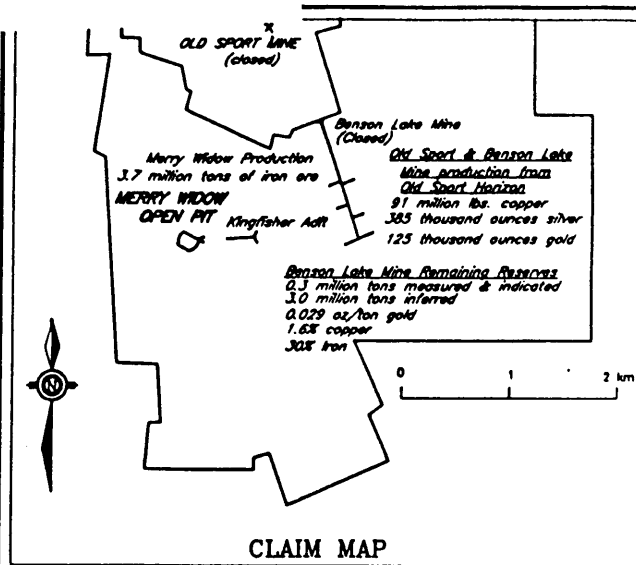 OLD SPORT MINE
(closed)
Benson Lake Mine
(Closed)
Merry Widow Production
3.7 million tons of iron ore
MERRY WIDOW
OPEN PIT
Kingfisher Adit
Old Sport & Benson Lake
Mine production from
Old Sport Horizon
91 million lbs. copper
385 thousand ounces silver
125 thousand ounces gold
Benson Lake Mine Remaining Reserves
0.3 million tons measured & indicated
3.0 million tons inferred
0.029 oz/ton gold
1.6% copper
30% Iron
N
0 1 2 km
CLAIM MAP